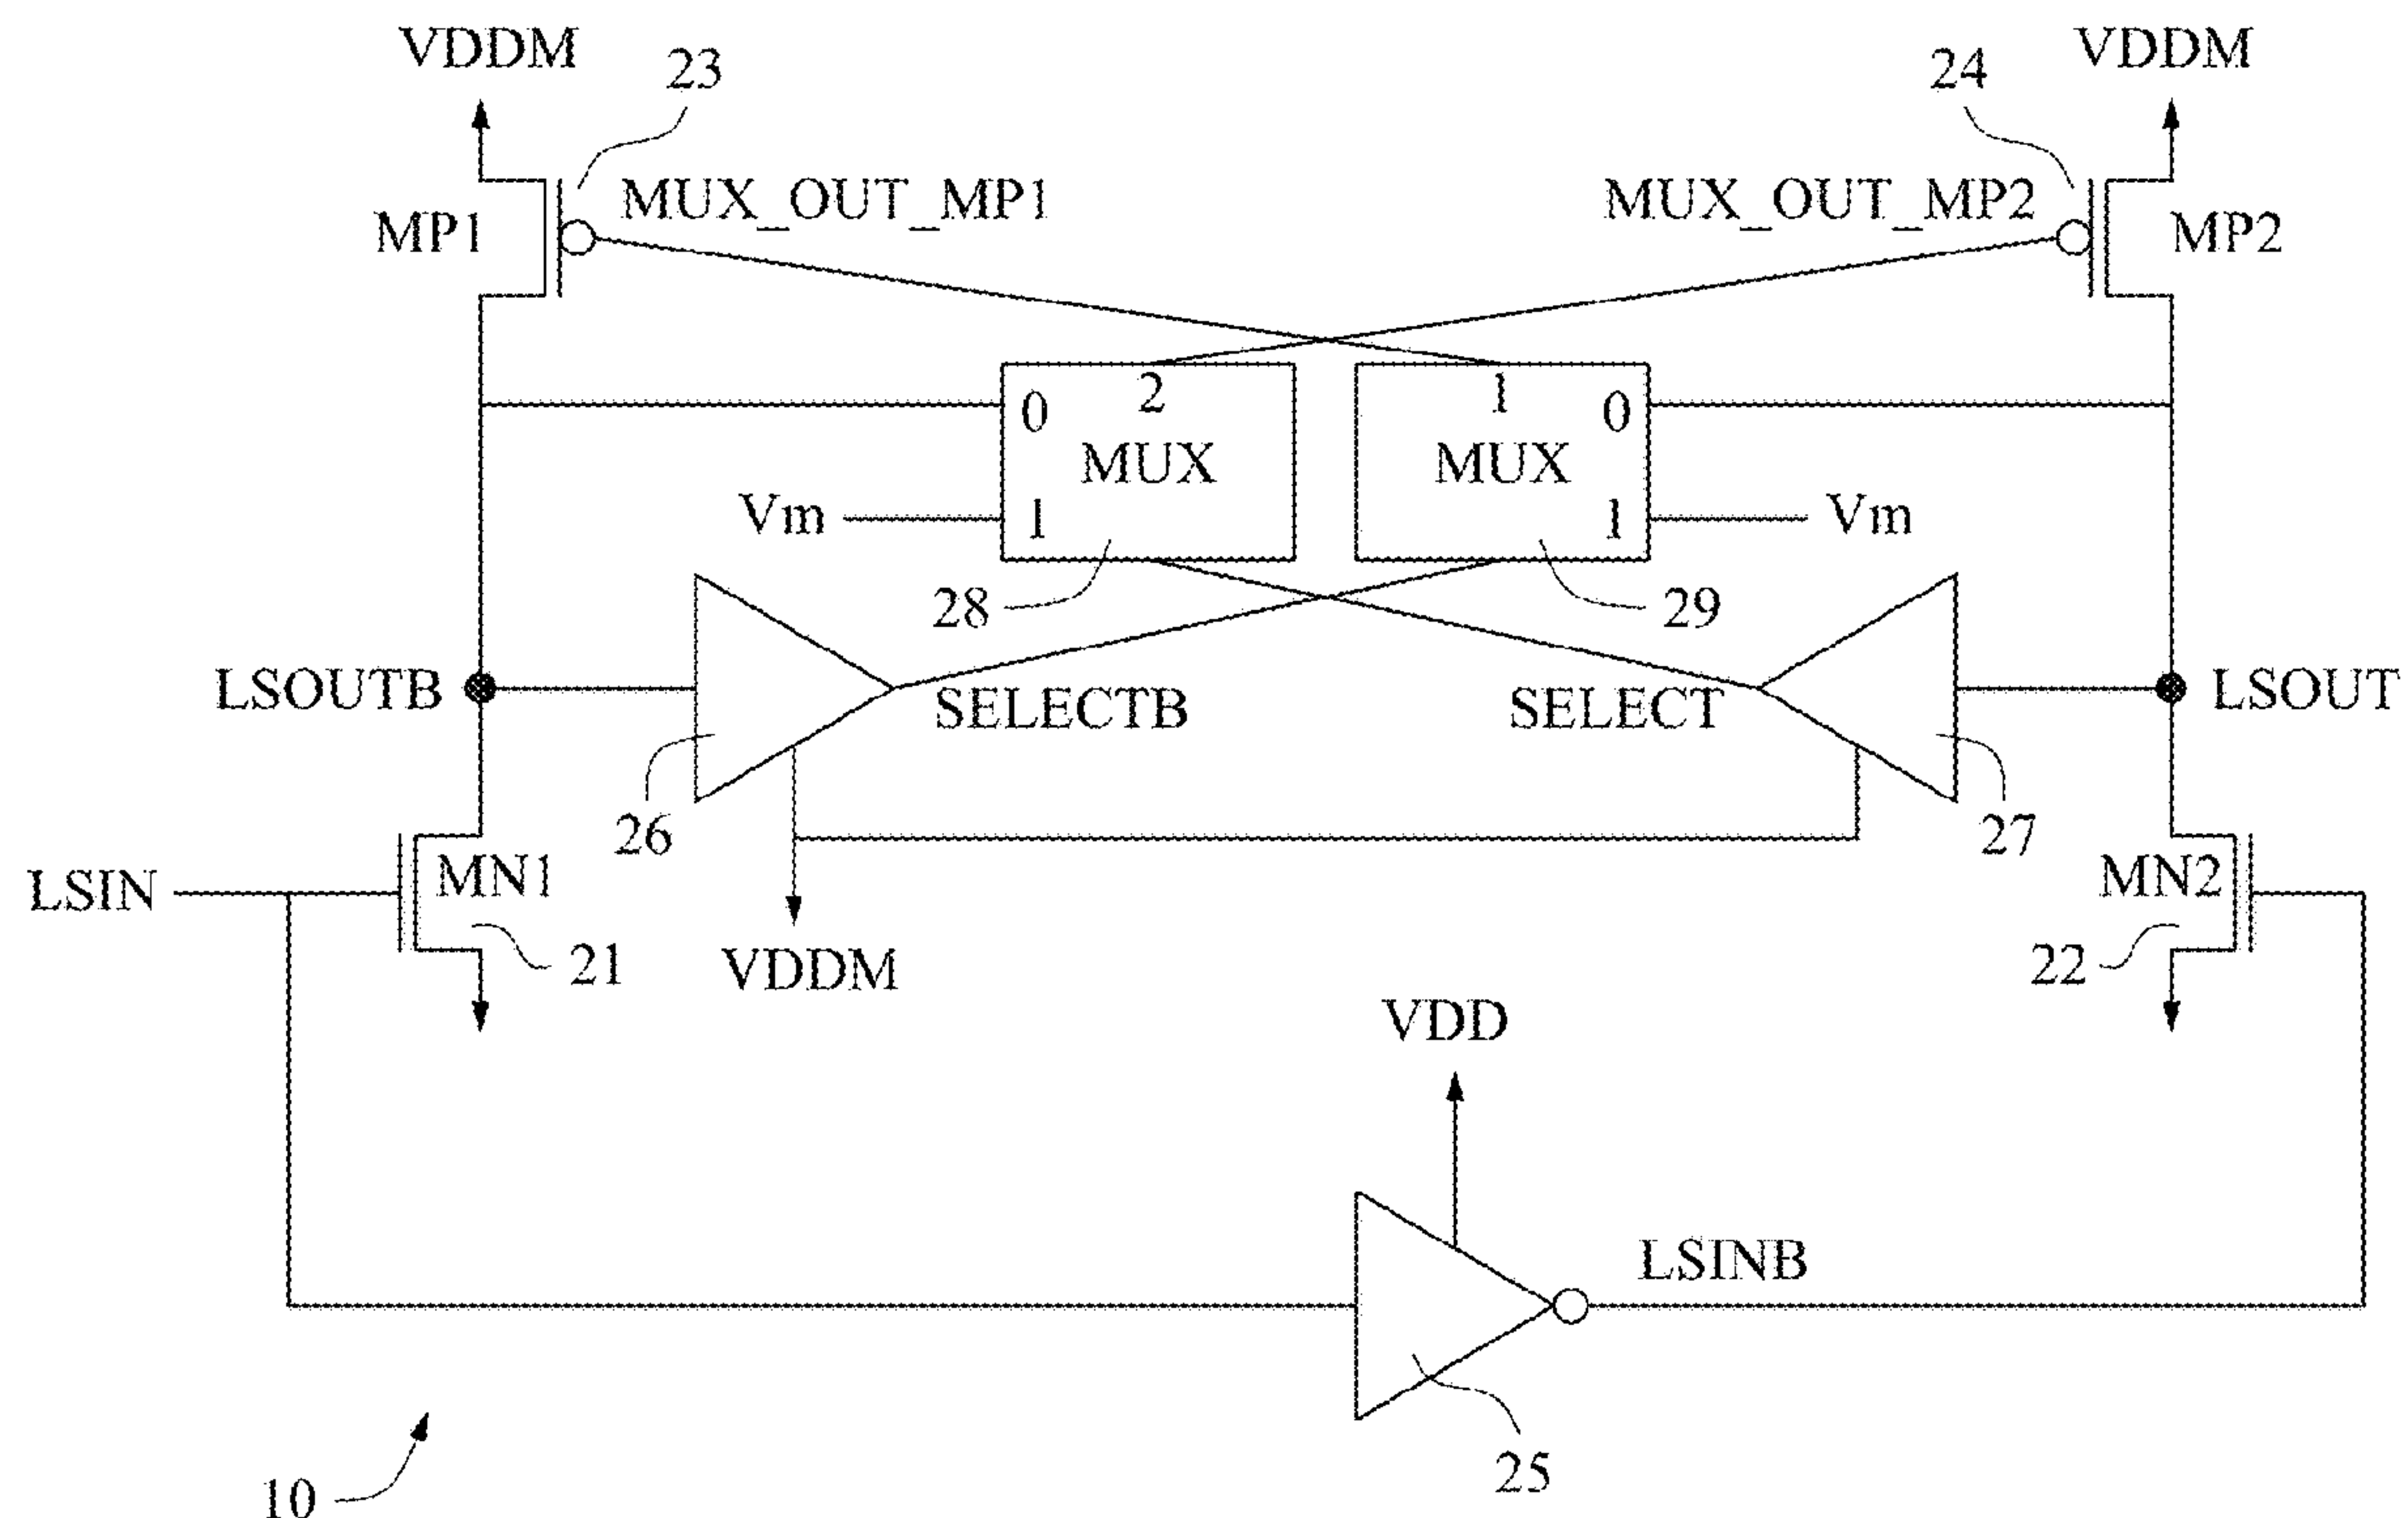 VDDM
23
24
VDDM
MP1
MUX_OUT_MP1
MUX_OUT_MP2
MP2
0
2
1
0
MUX
MUX
Vm
1
1
Vm
28
29
LSOUTB
SELECTB
SELECT
LSOUT
26
27
LSIN
MN1
21
VDDM
MN2
22
VDD
LSINB
25
10